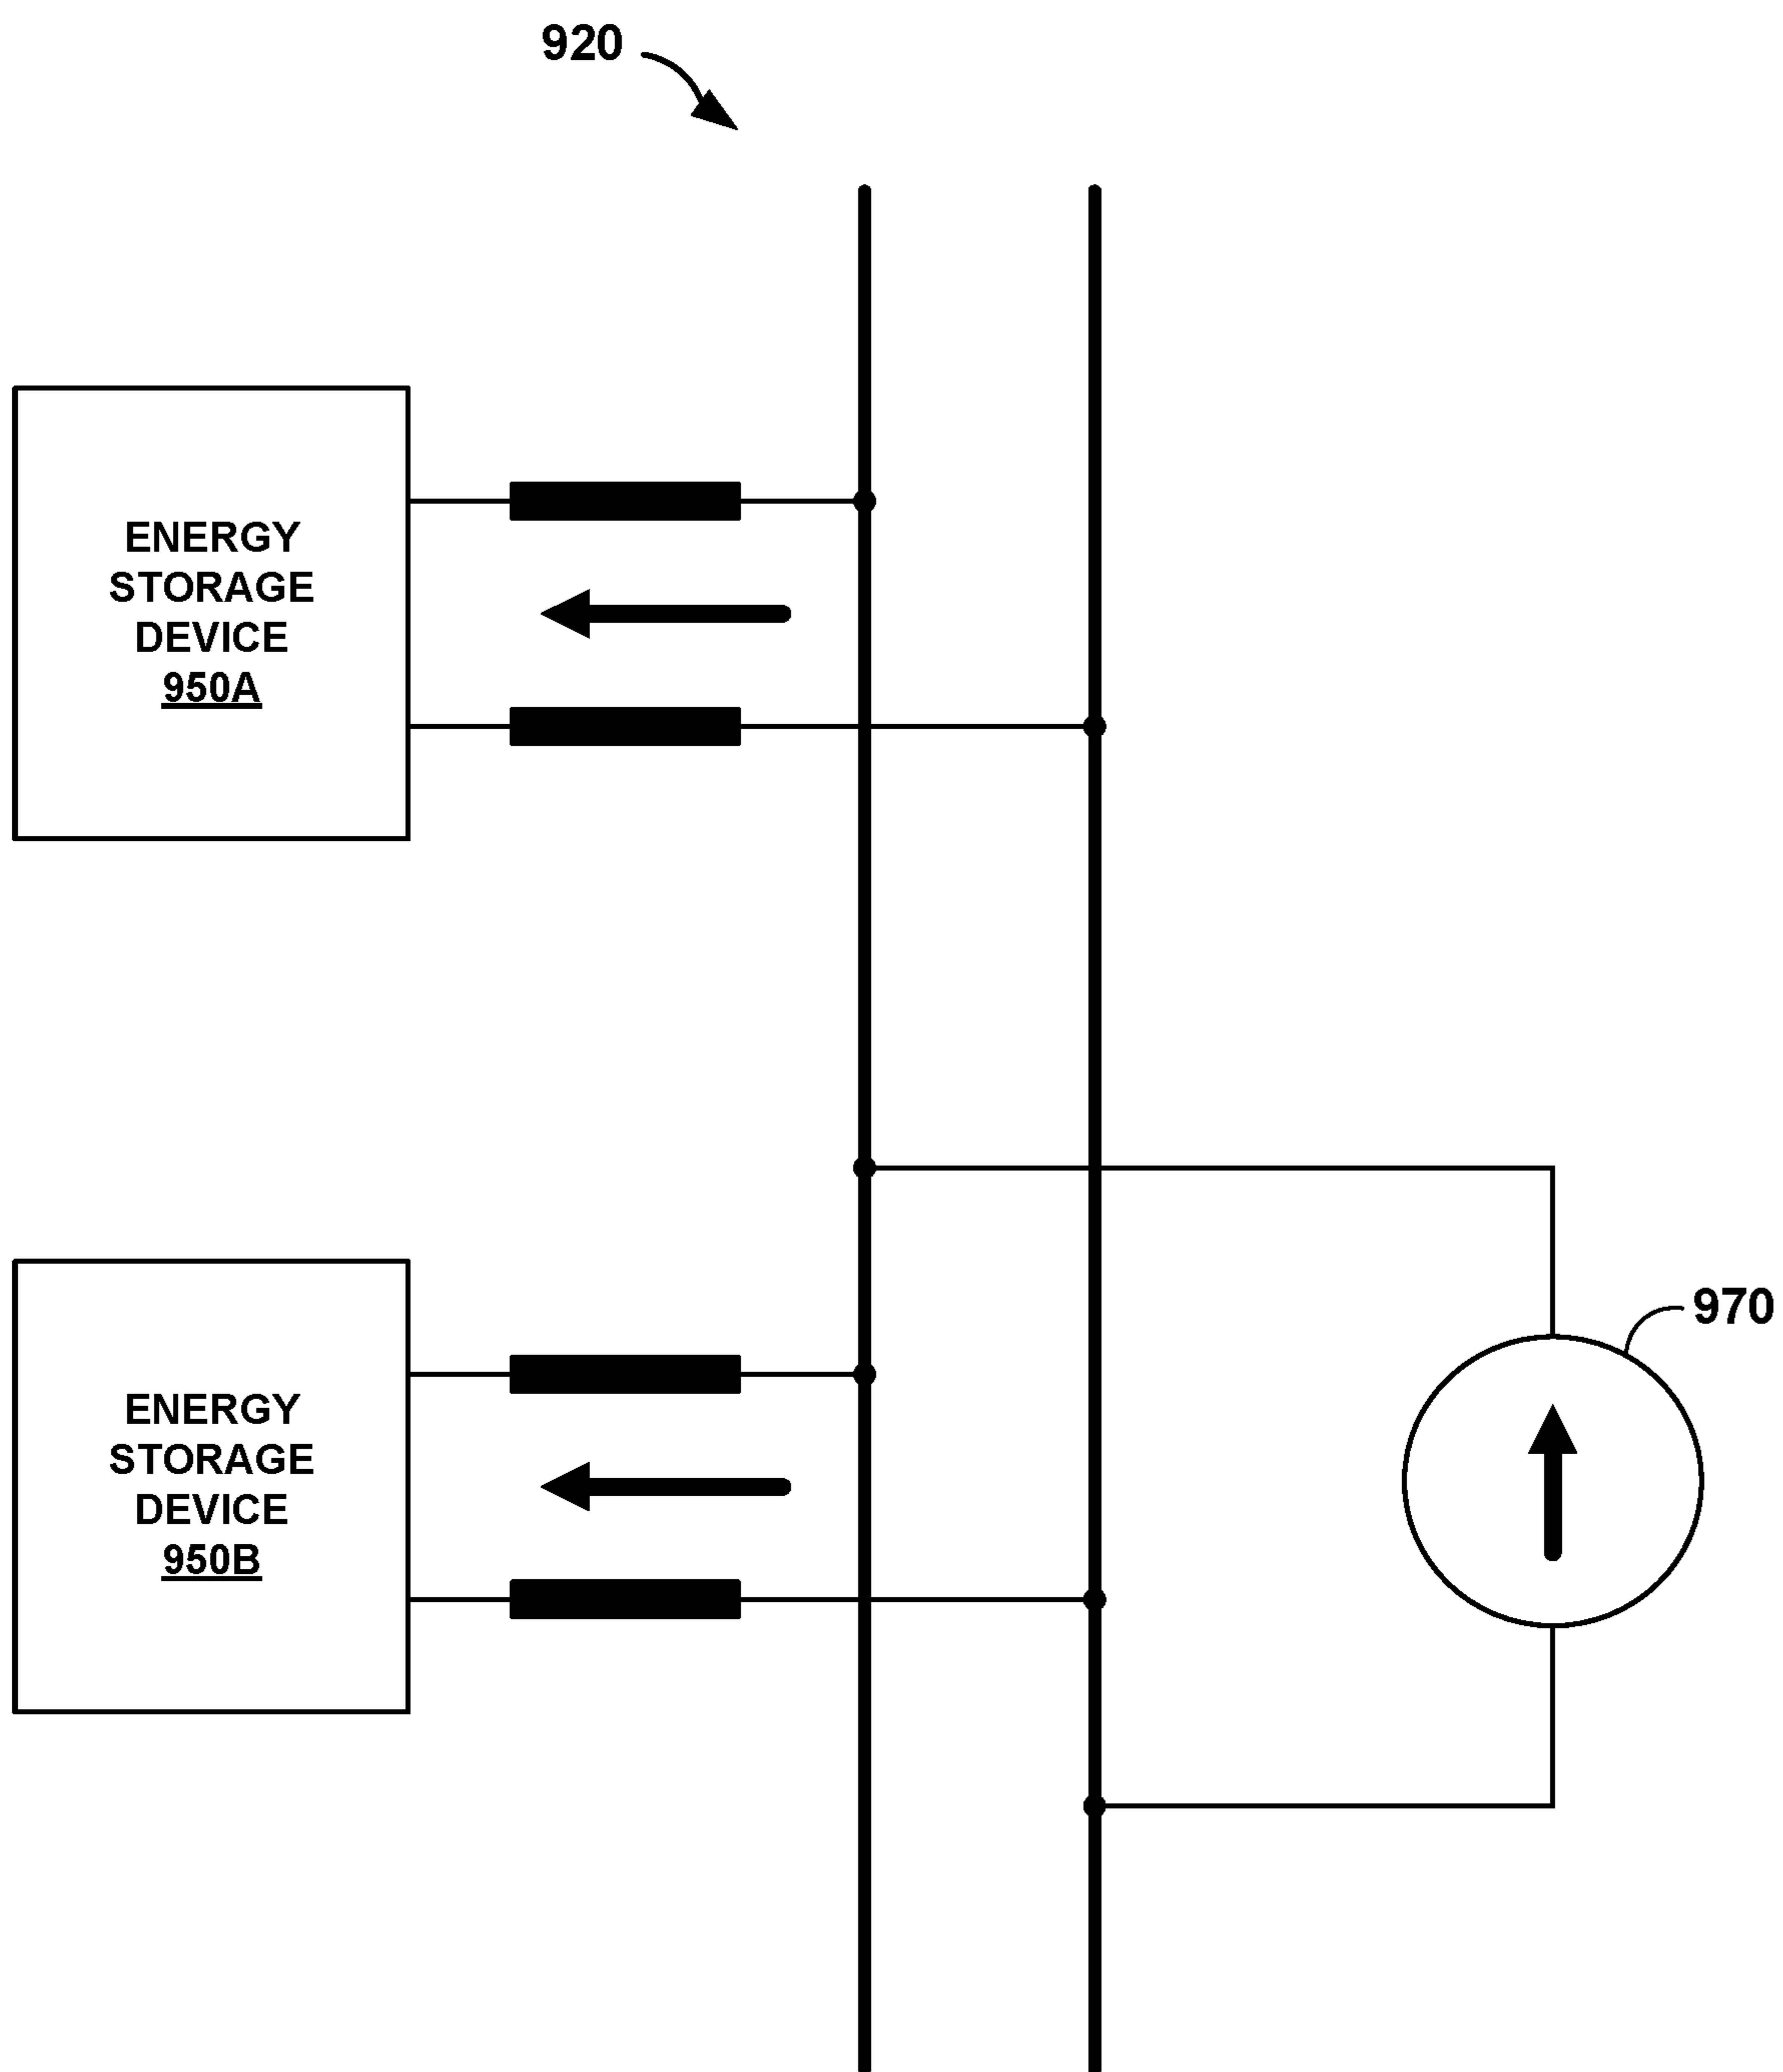 920
ENERGY
STORAGE
DEVICE
950A
970
ENERGY
STORAGE
DEVICE
950B